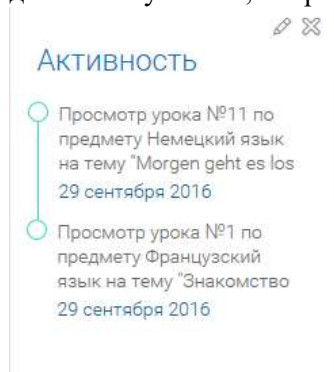 Активность
Просмотр урока №11 по
предмету Немецкий язык
на тему "Morgen geht es los
29 сентября 2016
Просмотр урока №1 по
предмету Французский
язык на тему "Знакомство
29 сентября 2016